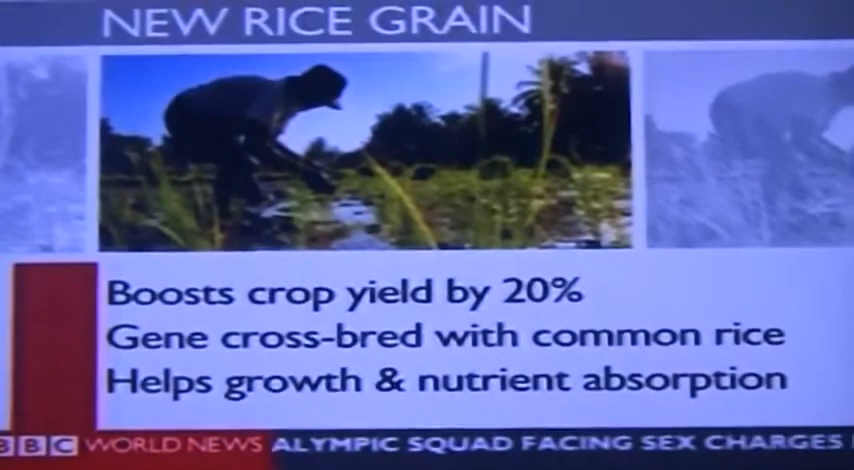 NEW RICE GRAIN
Boosts crop yield by 20%
Gene cross-bred with common rice
Helps growth & nutrient absorption
BBC WORLD NEWS ALYMPIC SQUAD FACING SEX CHARGES